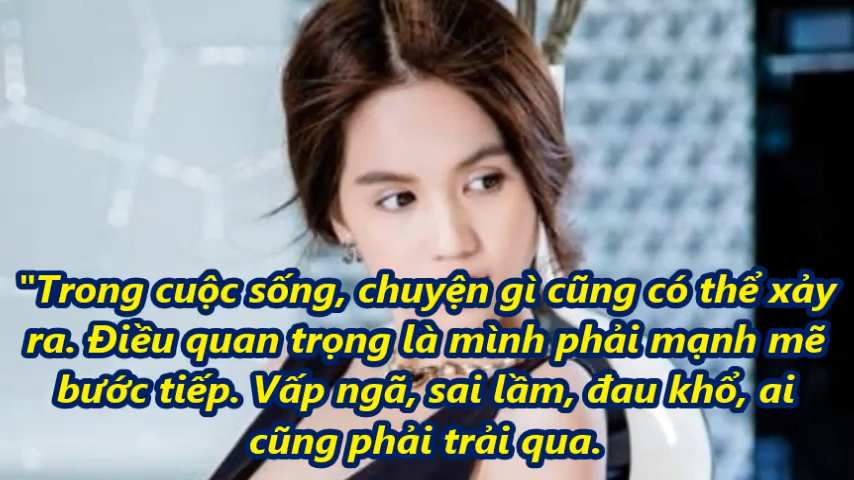 "Trong cuộc sống, chuyện gì cũng có thể xảy
ra. Điều quan trọng là mình phải mạnh mẽ
bước tiếp. Vấp ngã, sai lầm, đau khổ, ai
cũng phải trải qua.